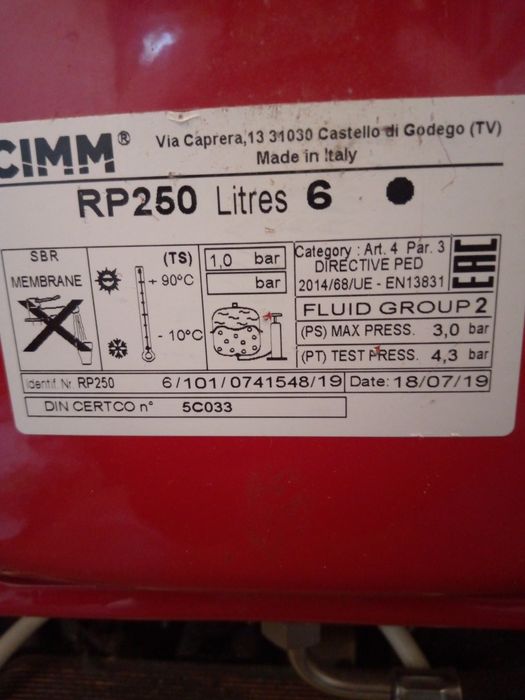 CIMM®
Via Caprera,13 31030 Castello di Godego (TV)
Made in Italy
RP250 Litres 6
SBR
MEMBRANE
(TS)
+ 90°C
- 10°C
1,0 bar
bar
Category : Art. 4 Par. 3
DIRECTIVE PED
2014/68/UE - EN13831
EAC
FLUID GROUP 2
(PS) MAX PRESS. 3,0 bar
(PT) TEST PRESS. 4,3 bar
Identif. Nr. RP250 6/101/0741548/19 Date: 18/07/19
DIN CERTCO n° 5C033